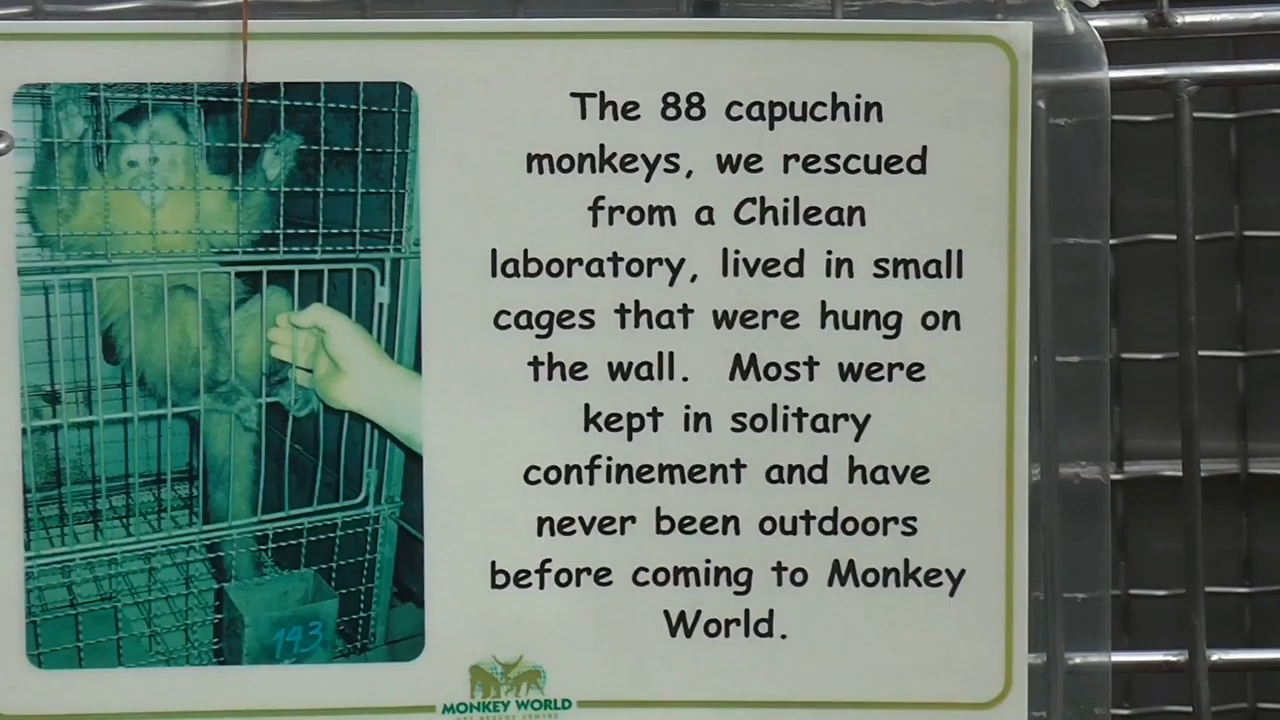 The 88 capuchin
monkeys, we rescued
from a Chilean
laboratory, lived in small
cages that were hung on
the wall.  Most were
kept in solitary
confinement and have
never been outdoors
before coming to Monkey
World.
143
MONKEY WORLD